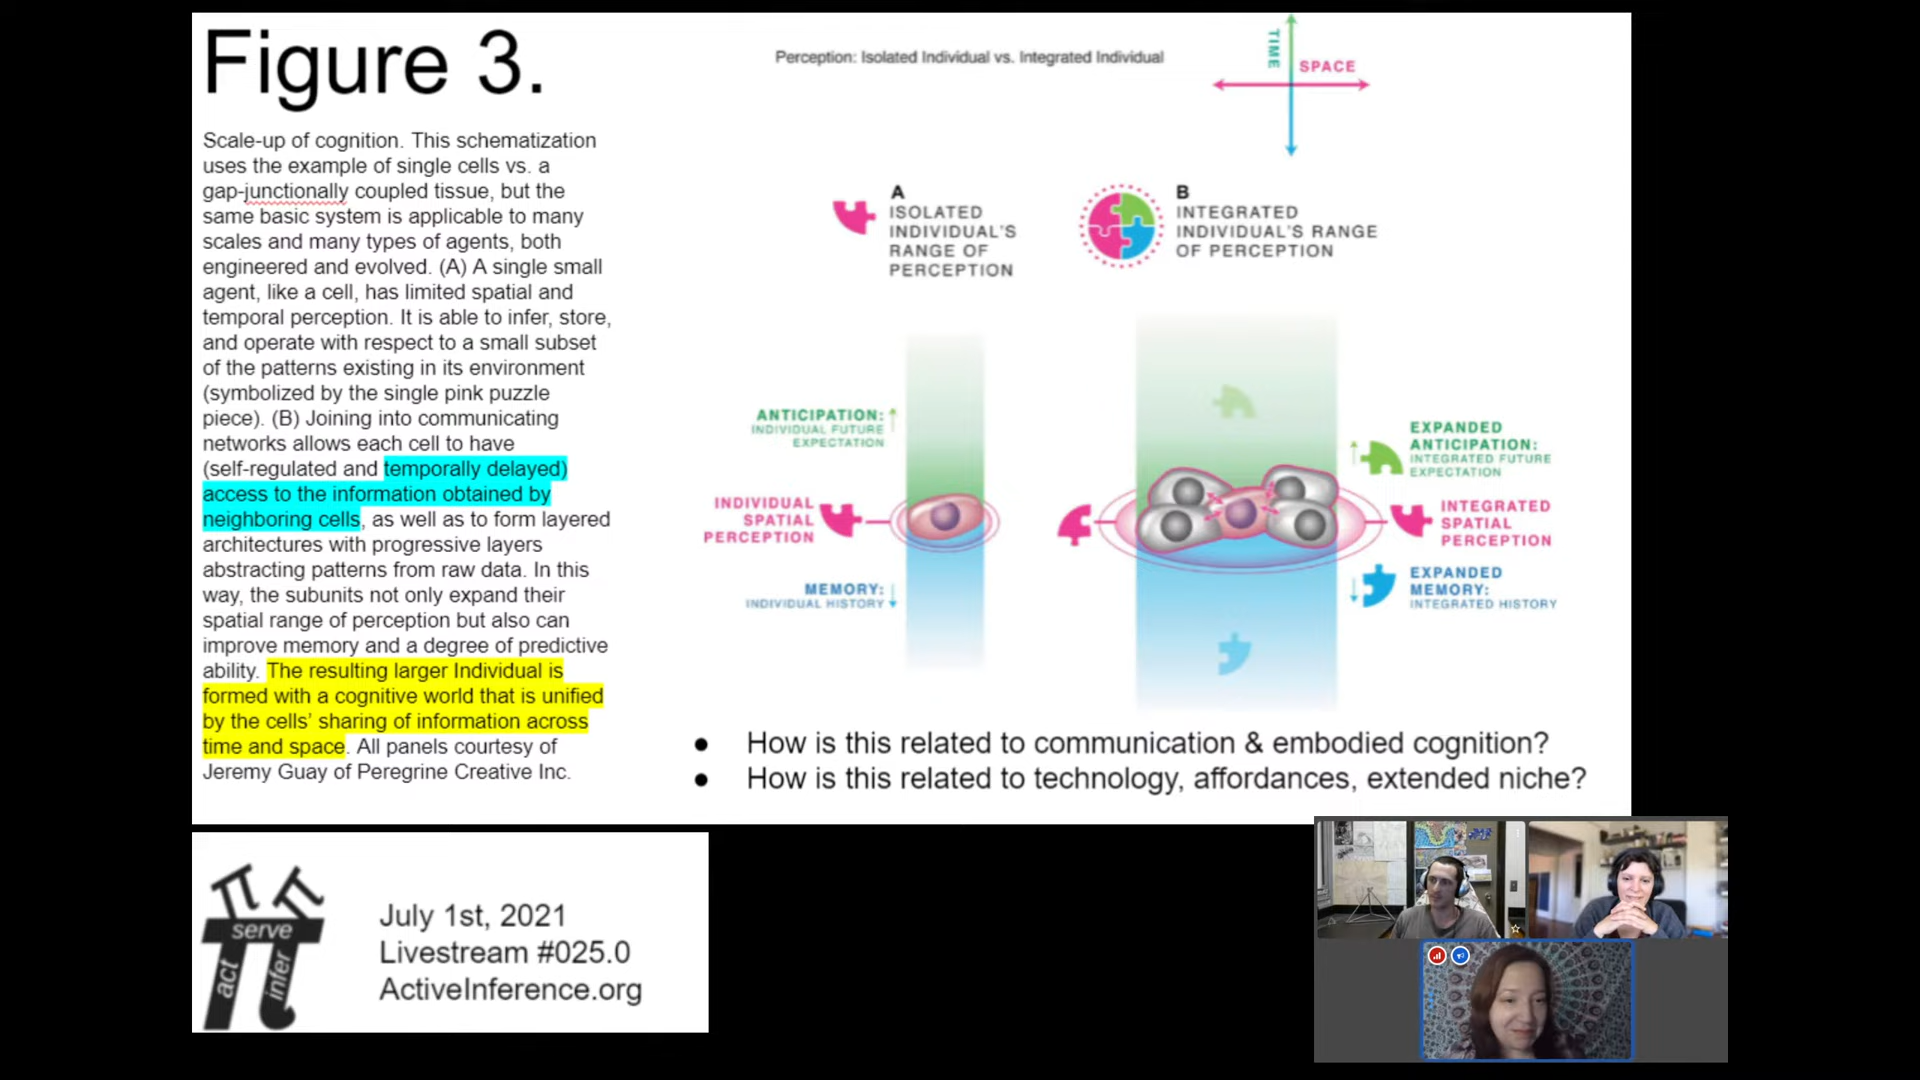 Figure 3.
Scale-up of cognition. This schematization
uses the example of single cells vs. a
gap-junctionally coupled tissue, but the
same basic system is applicable to many
scales and many types of agents, both
engineered and evolved. (A) A single small
agent, like a cell, has limited spatial and
temporal perception. It is able to infer, store,
and operate with respect to a small subset
of the patterns existing in its environment
(symbolized by the single pink puzzle
piece). (B) Joining into communicating
networks allows each cell to have
(self-regulated and temporally delayed)
access to the information obtained by
neighboring cells, as well as to form layered
architectures with progressive layers
abstracting patterns from raw data. In this
way, the subunits not only expand their
spatial range of perception but also can
improve memory and a degree of predictive
ability. The resulting larger Individual is
formed with a cognitive world that is unified
by the cells' sharing of information across
time and space. All panels courtesy of
Jeremy Guay of Peregrine Creative Inc.
Perception: Isolated Individual vs. Integrated Individual
TIME
SPACE
A
ISOLATED
INDIVIDUAL'S
RANGE OF
PERCEPTION
B
INTEGRATED
INDIVIDUAL'S RANGE
OF PERCEPTION
ANTICIPATION:
INDIVIDUAL FUTURE
EXPECTATION
INDIVIDUAL
SPATIAL
PERCEPTION
MEMORY:
INDIVIDUAL HISTORY
EXPANDED
ANTICIPATION:
INTEGRATED FUTURE
EXPECTATION
INTEGRATED
SPATIAL
PERCEPTION
EXPANDED
MEMORY:
INTEGRATED HISTORY
● How is this related to communication & embodied cognition?
● How is this related to technology, affordances, extended niche?
serve
act
infer
July 1st, 2021
Livestream #025.0
ActiveInference.org